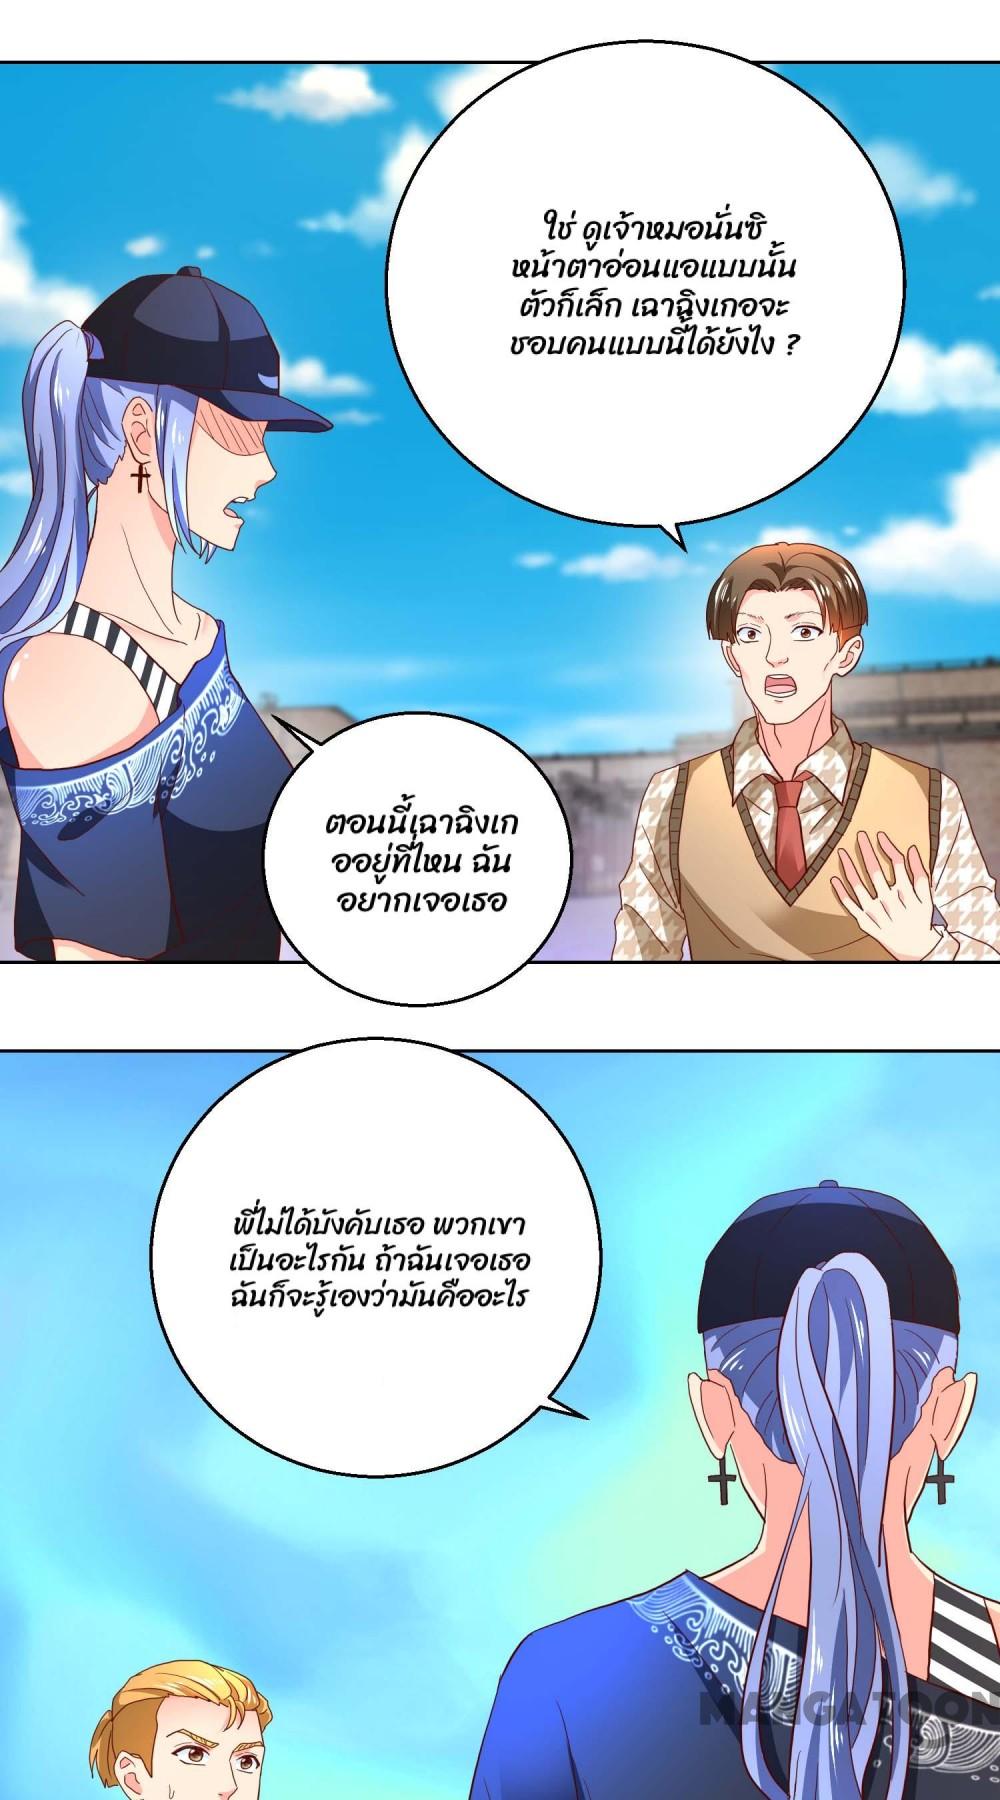 ใช่ ดูเจ้าหมอนั่นซิ
หน้าตาอ่อนแอแบบนั้น
ตัวก็เล็ก เฉาฉิงเกอจะ
ชอบคนแบบนี้ได้ยังไง ?
ตอนนี้เฉาฉิงเก
ออยู่ที่ไหน ฉัน
อยากเจอเธอ
พี่ไม่ได้บังคับเธอ พวกเขา
เป็นอะไรกัน ถ้าฉันเจอเธอ
ฉันก็จะรู้เองว่ามันคืออะไร
MANGATOON